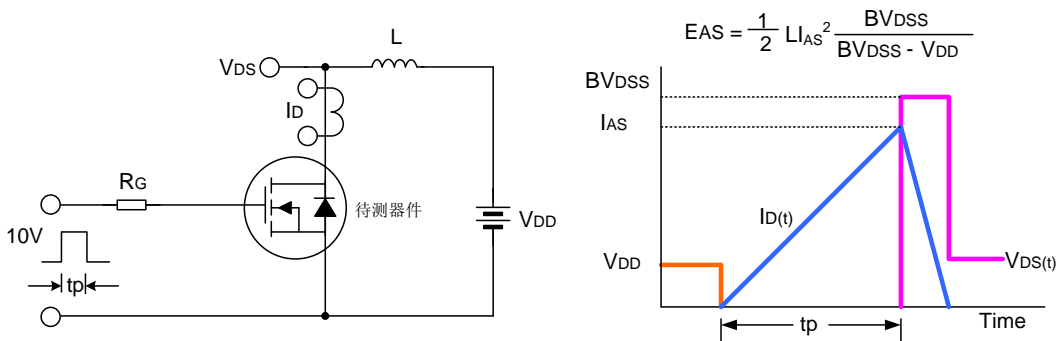 L
VDS
ID
RG
10V
tp
待测器件
VDD
EAS = 1/2 LIAS² BVDSS/(BVDSS - VDD)
BVDSS
IAS
ID(t)
VDD
VDS(t)
tp
Time